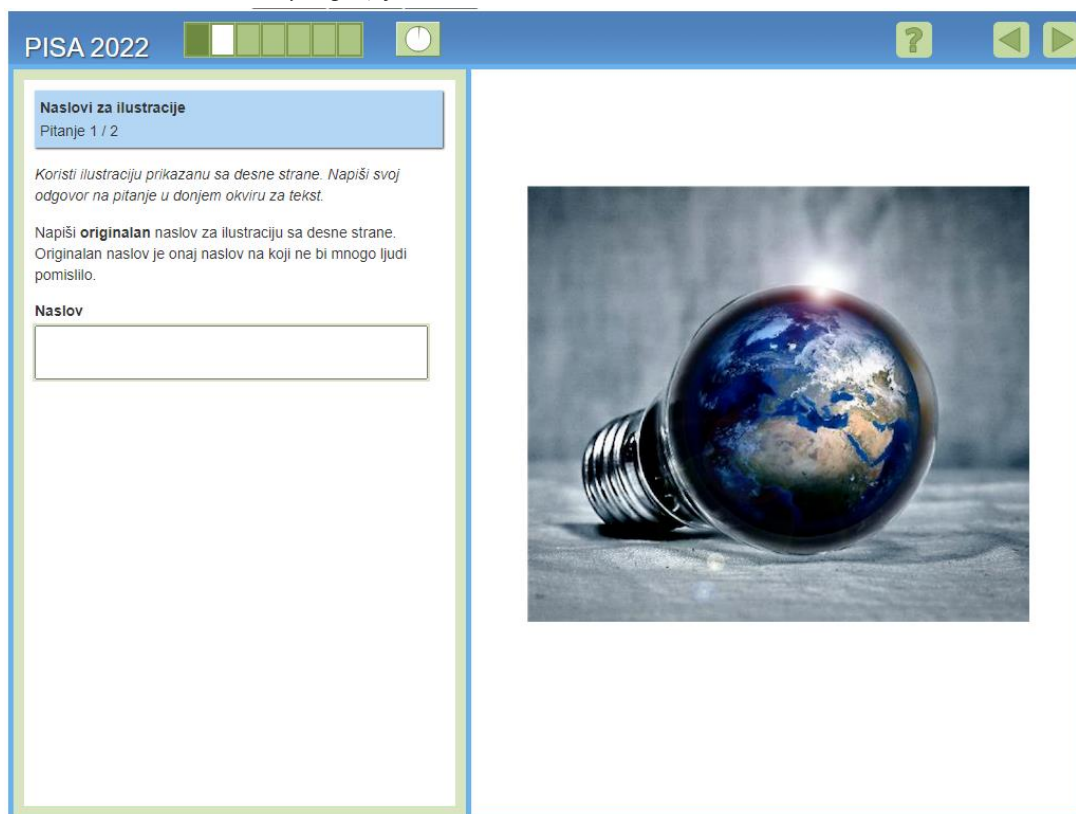 PISA 2022
?
Naslovi za ilustracije
Pitanje 1 / 2
Koristi ilustraciju prikazanu sa desne strane. Napiši svoj
odgovor na pitanje u donjem okviru za tekst.
Napiši originalan naslov za ilustraciju sa desne strane.
Originalan naslov je onaj naslov na koji ne bi mnogo ljudi
pomislilo.
Naslov